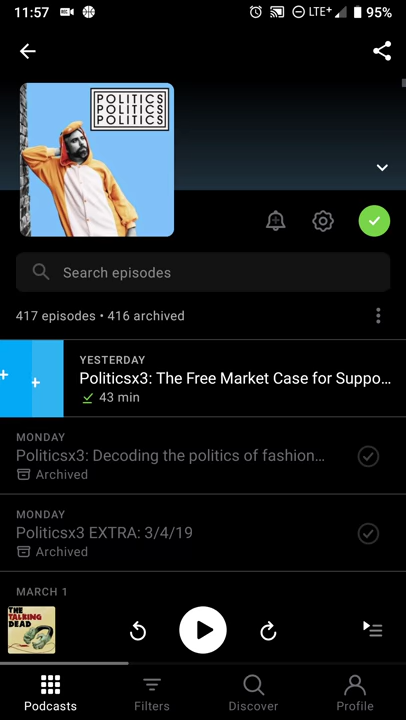 11:57
LTE+
95%
POLITICS
POLITICS
POLITICS
Search episodes
417 episodes • 416 archived
YESTERDAY
Politicsx3: The Free Market Case for Suppo...
43 min
MONDAY
Politicsx3: Decoding the politics of fashion...
Archived
MONDAY
Politicsx3 EXTRA: 3/4/19
Archived
MARCH 1
THE
TALKING
DEAD
Podcasts
Filters
Discover
Profile